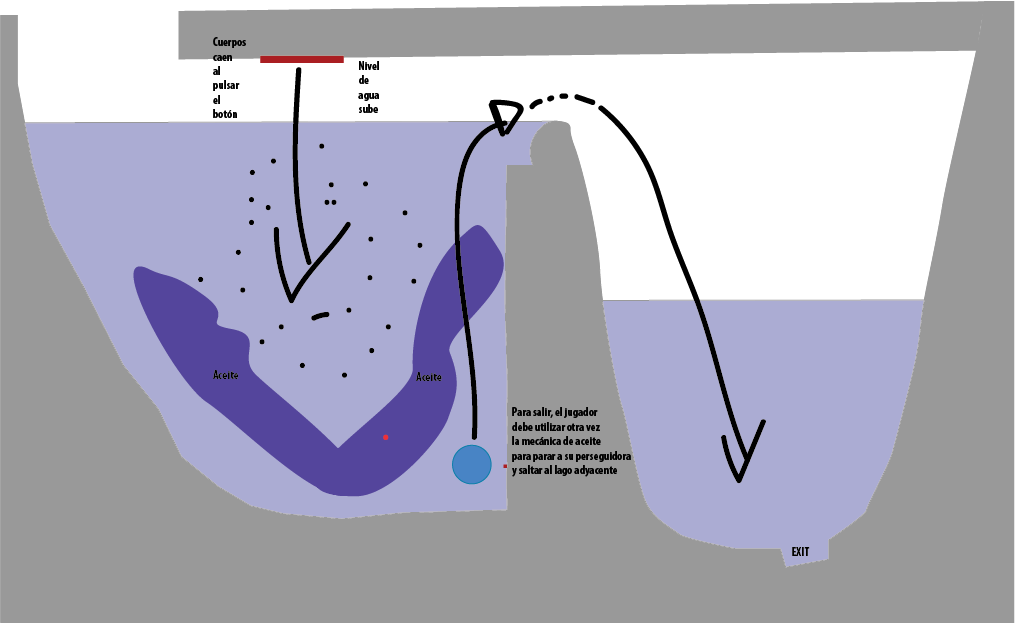 Cuerpos
caen
al
pulsar
el
botón
Nivel
de
agua
sube
Aceite
Aceite
Para salir, el jugador
debe utilizar otra vez
la mecánica de aceite
para parar a su perseguidora
y saltar al lago adyacente
EXIT